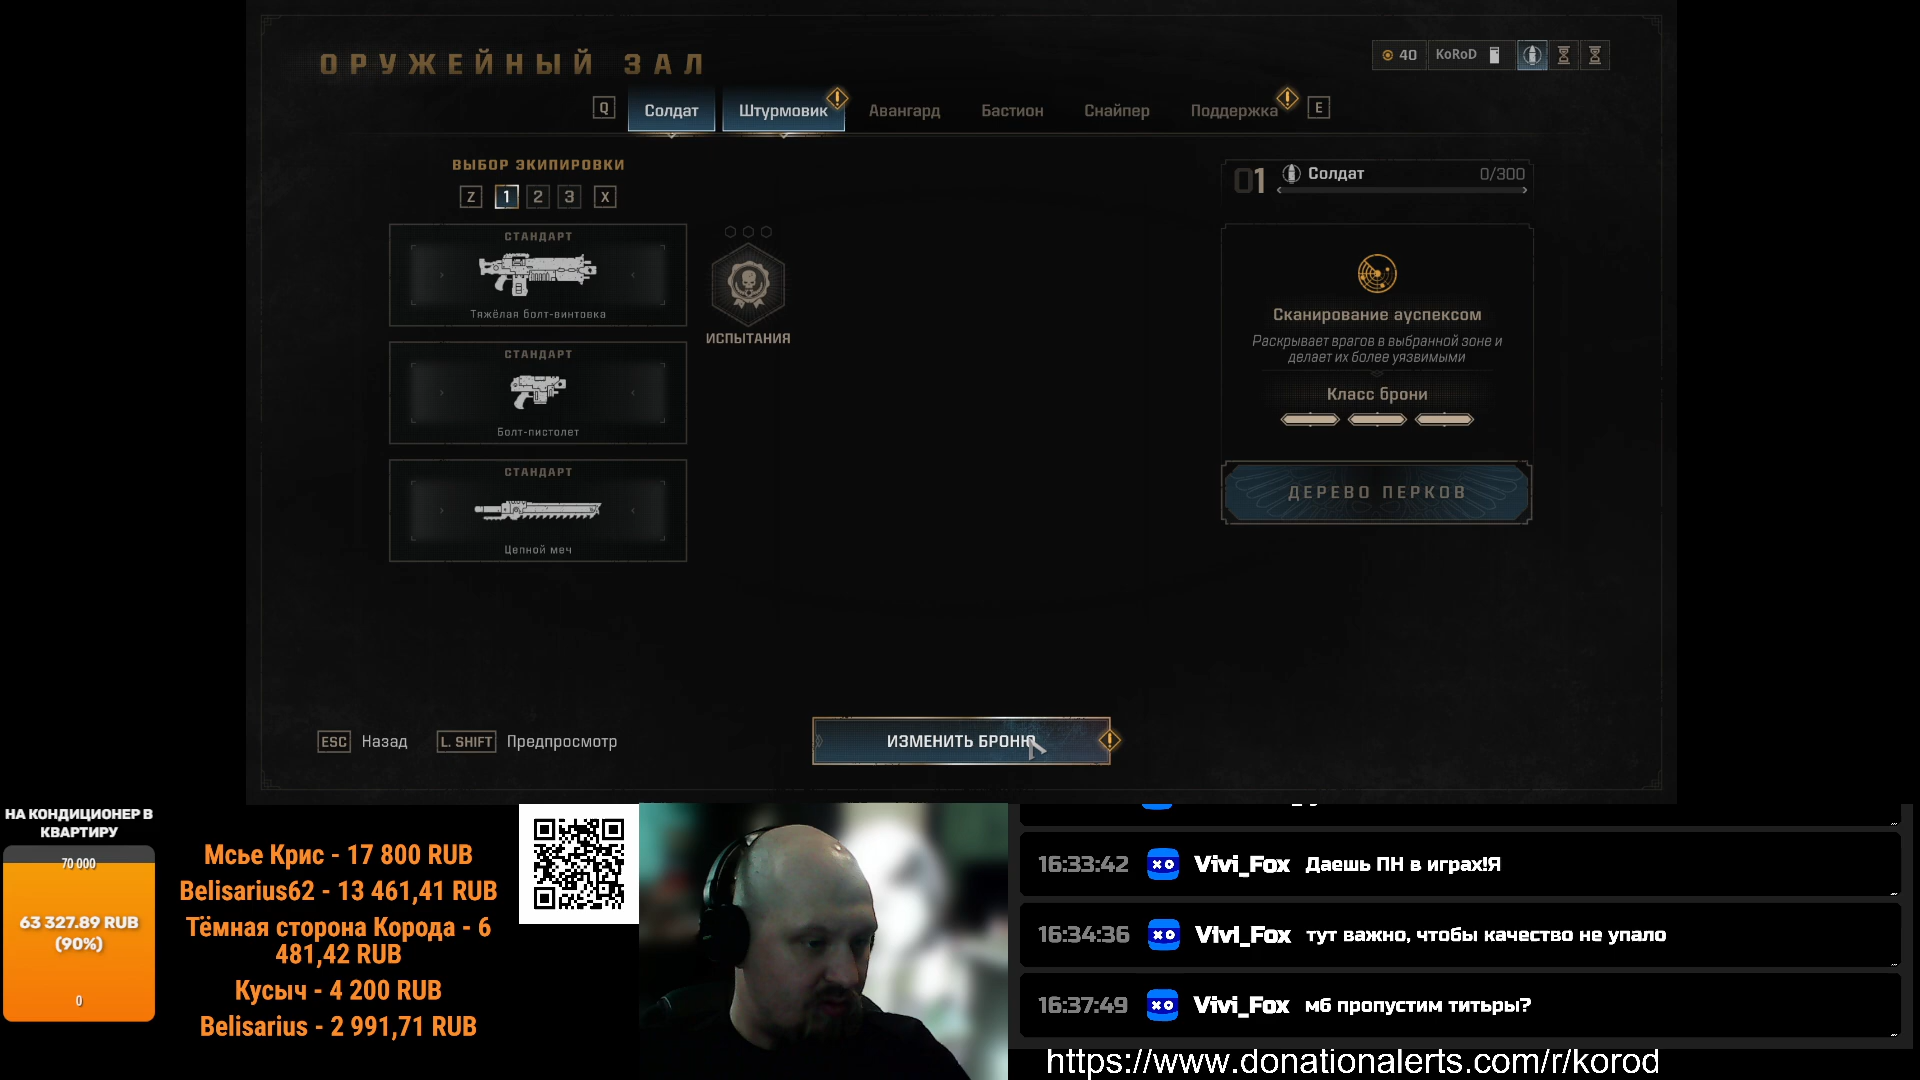 ОРУЖЕЙНЫЙ ЗАЛ
40
KoRoD
Q
Солдат
Штурмовик
Авангард
Бастион
Снайпер
Поддержка
E
ВЫБОР ЭКИПИРОВКИ
Z 1 2 3 X
СТАНДАРТ
Тяжёлая болт-винтовка
СТАНДАРТ
Болт-пистолет
СТАНДАРТ
Цепной меч
ИСПЫТАНИЯ
01 Солдат 0/300
Сканирование ауспексом
Раскрывает врагов в выбранной зоне и
делает их более уязвимыми
Класс брони
ДЕРЕВО ПЕРКОВ
ESC Назад
L. SHIFT Предпросмотр
ИЗМЕНИТЬ БРОНЮ
НА КОНДИЦИОНЕР В
КВАРТИРУ
70 000
63 327.89 RUB
(90%)
0
Мсье Крис - 17 800 RUB
Belisarius62 - 13 461,41 RUB
Тёмная сторона Корода - 6
481,42 RUB
Кусыч - 4 200 RUB
Belisarius - 2 991,71 RUB
16:33:42 Vivi_Fox Даешь ПН в играх!Я
16:34:36 Vivi_Fox тут важно, чтобы качество не упало
16:37:49 Vivi_Fox мб пропустим титьры?
https://www.donationalerts.com/r/korod